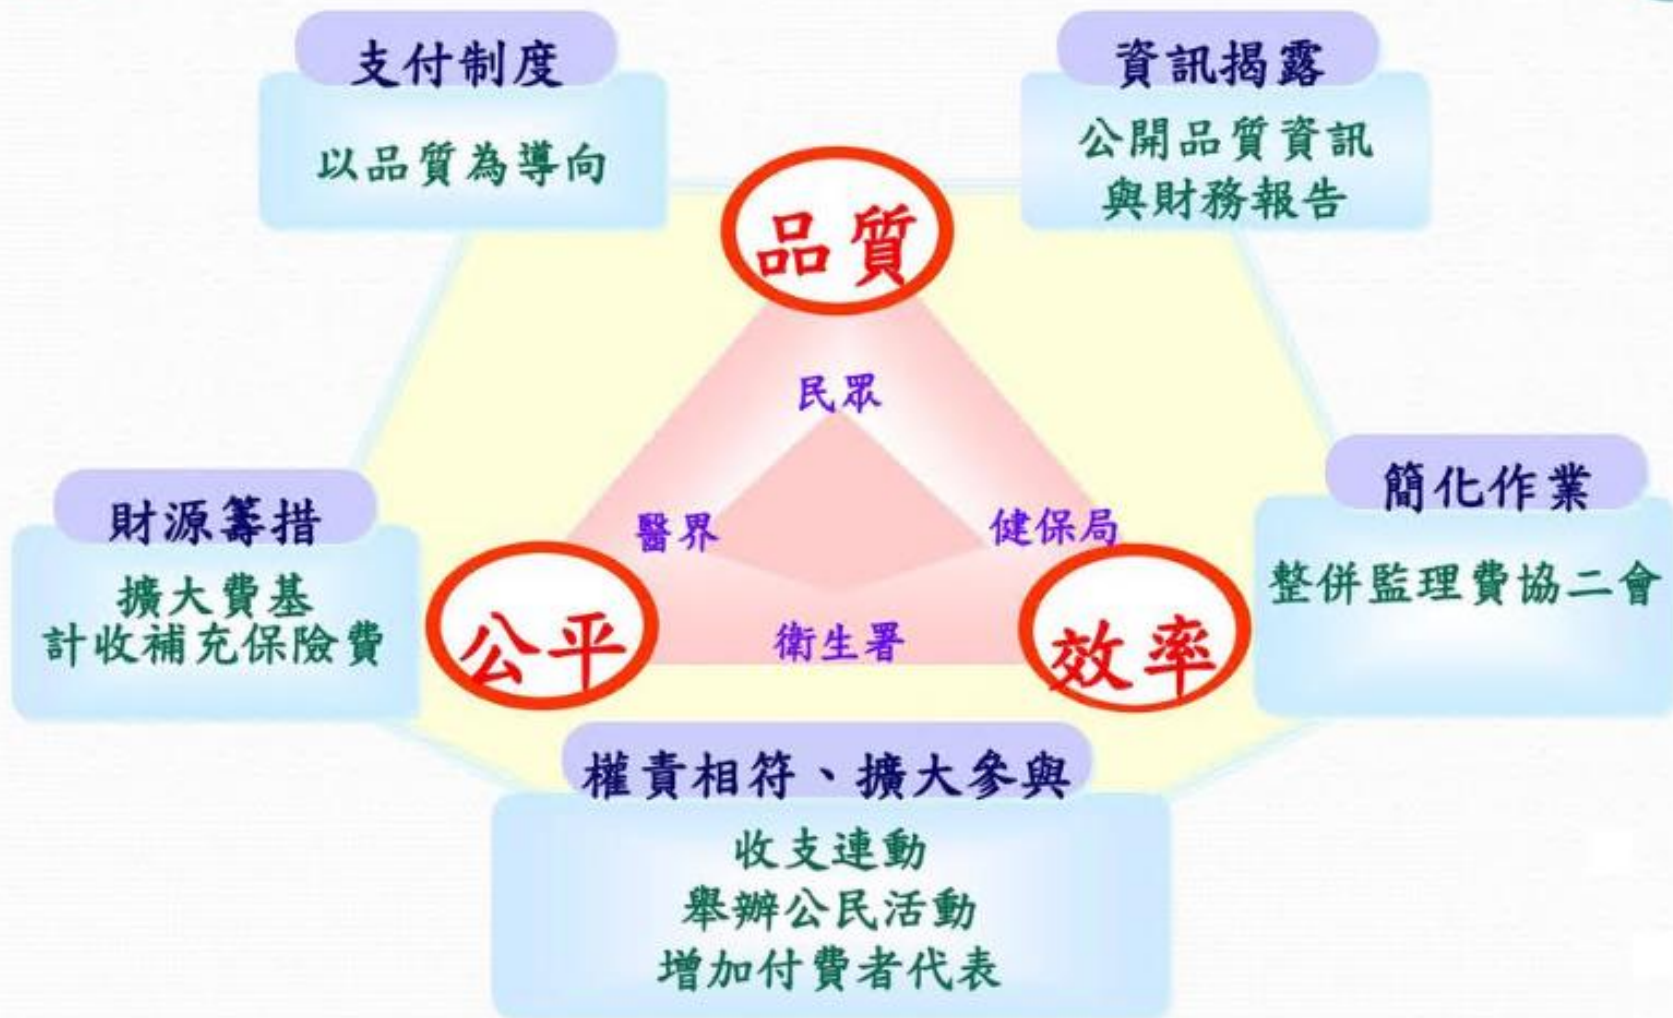 支付制度
以品質為導向
資訊揭露
公開品質資訊
與財務報告
品質
民眾
醫界
健保局
衛生署
公平
效率
財源籌措
擴大費基
計收補充保險費
簡化作業
整併監理費協二會
權責相符、擴大參與
收支連動
舉辦公民活動
增加付費者代表